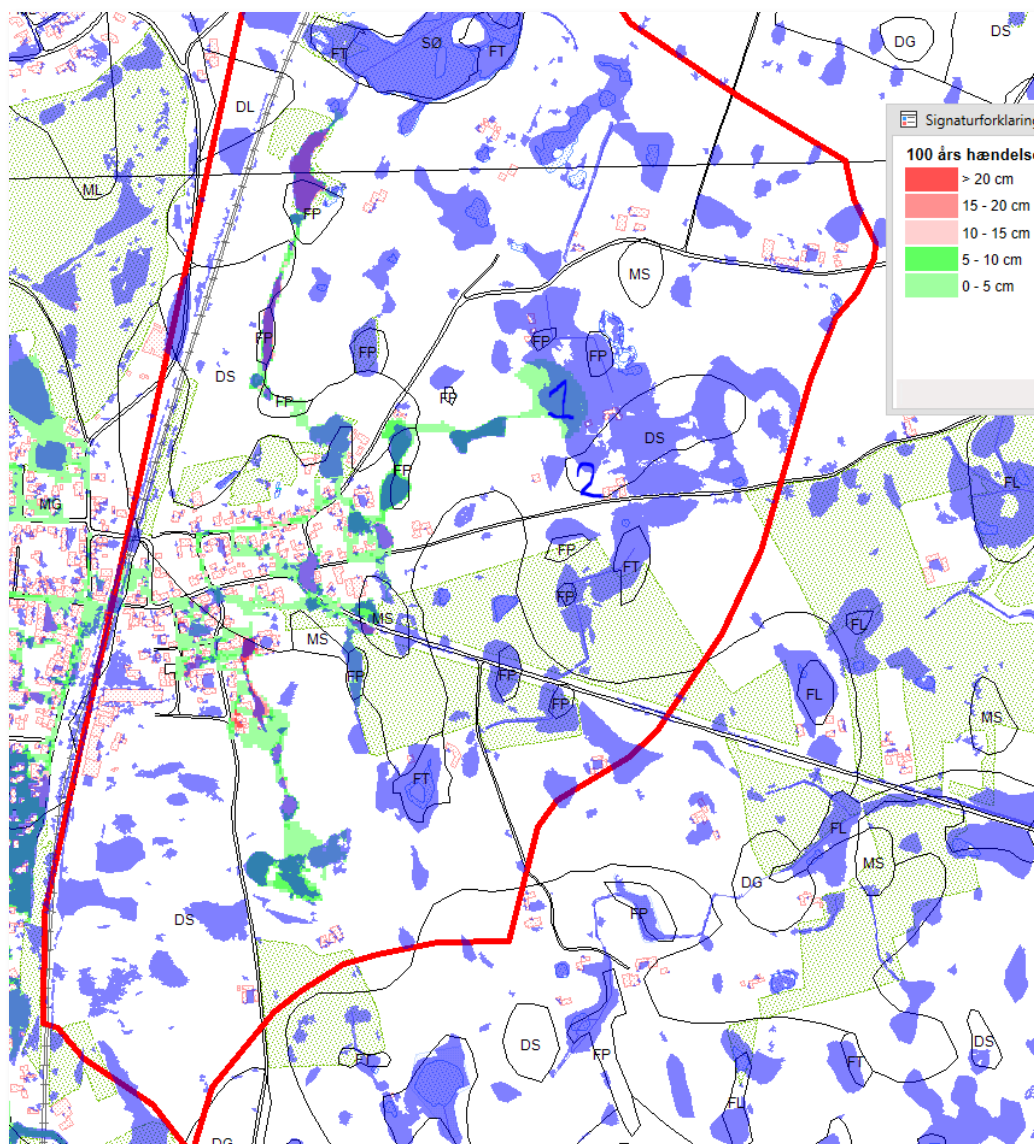 FT
SØ
FT
DG
DS
DL
Signaturforklaring
100 års hændelse
> 20 cm
15 - 20 cm
10 - 15 cm
5 - 10 cm
0 - 5 cm
ML
FP
MS
FP
FP
FP
FP
DS
FP
FP
1
DS
FP
2
FL
MG
FP
FT
FP
MS
MS
FL
FP
FP
FP
FL
MS
FT
FL
MS
DG
DS
FP
DS
DS
FP
FT
FT
FL
DG